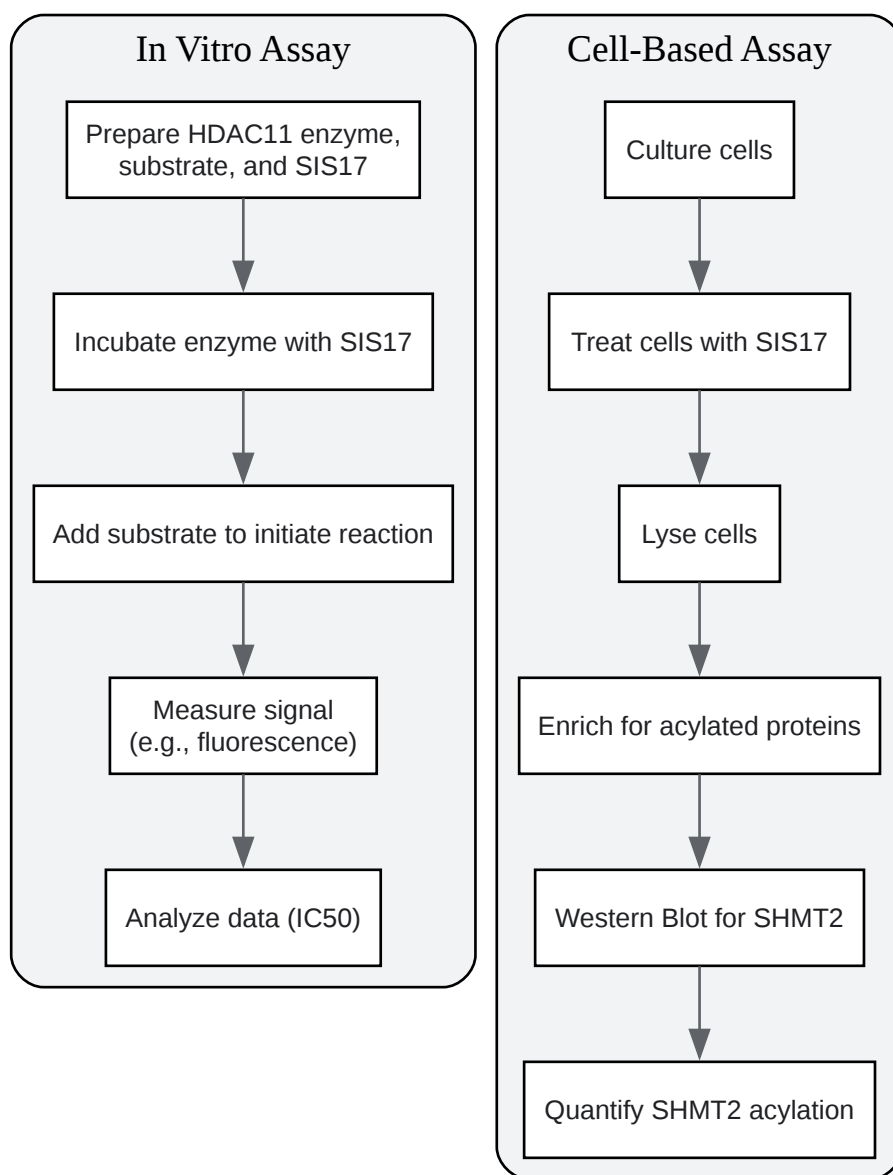 In Vitro Assay
Prepare HDAC11 enzyme,
substrate, and SIS17
Incubate enzyme with SIS17
Add substrate to initiate reaction
Measure signal
(e.g., fluorescence)
Analyze data (IC50)
Cell-Based Assay
Culture cells
Treat cells with SIS17
Lyse cells
Enrich for acylated proteins
Western Blot for SHMT2
Quantify SHMT2 acylation